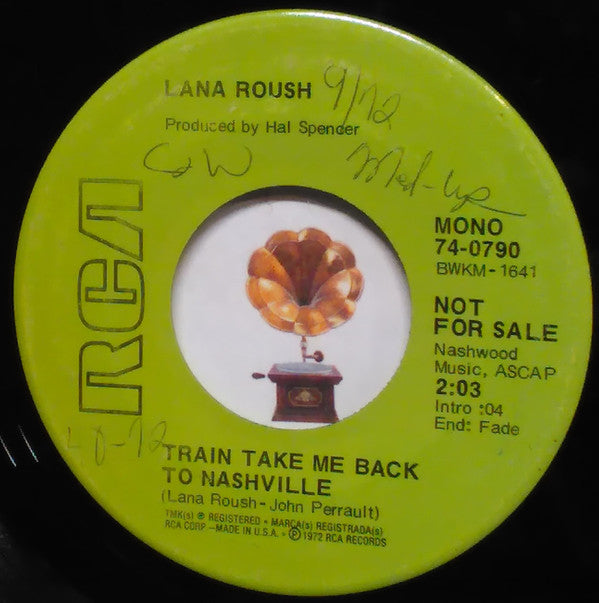 LANA ROUSH
9/72
Produced by Hal Spender
C&W
Med-up
RCA
MONO
74-0790
BWKM-1641
NOT
FOR SALE
Nashwood
Music, ASCAP
2:03
Intro :04
End: Fade
TRAIN TAKE ME BACK
TO NASHVILLE
(Lana Roush-John Perrault)
TMK(s) ® REGISTERED • MARCA(s) REGISTRADA(s)
RCA CORP.-MADE IN U.S.A. • ℗ 1972 RCA RECORDS